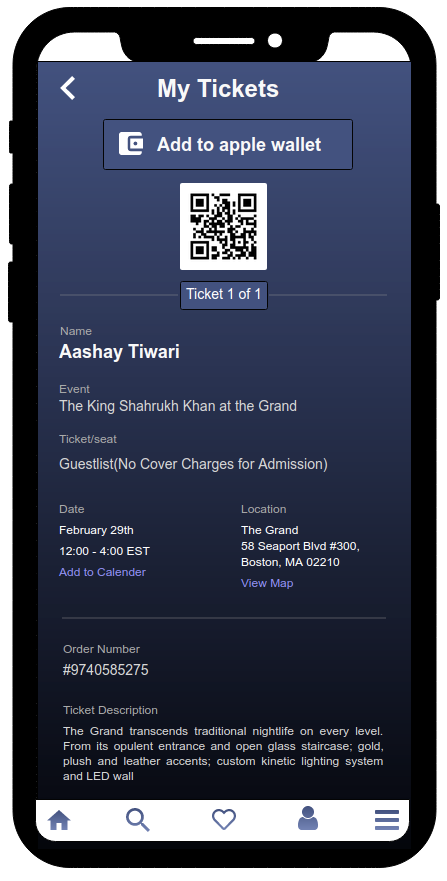 My Tickets
Add to apple wallet
Ticket 1 of 1
Name
Aashay Tiwari
Event
The King Shahrukh Khan at the Grand
Ticket/seat
Guestlist(No Cover Charges for Admission)
Date
February 29th
12:00 - 4:00 EST
Add to Calender
Location
The Grand
58 Seaport Blvd #300,
Boston, MA 02210
View Map
Order Number
#9740585275
Ticket Description
The Grand transcends traditional nightlife on every level.
From its opulent entrance and open glass staircase; gold,
plush and leather accents; custom kinetic lighting system
and LED wall